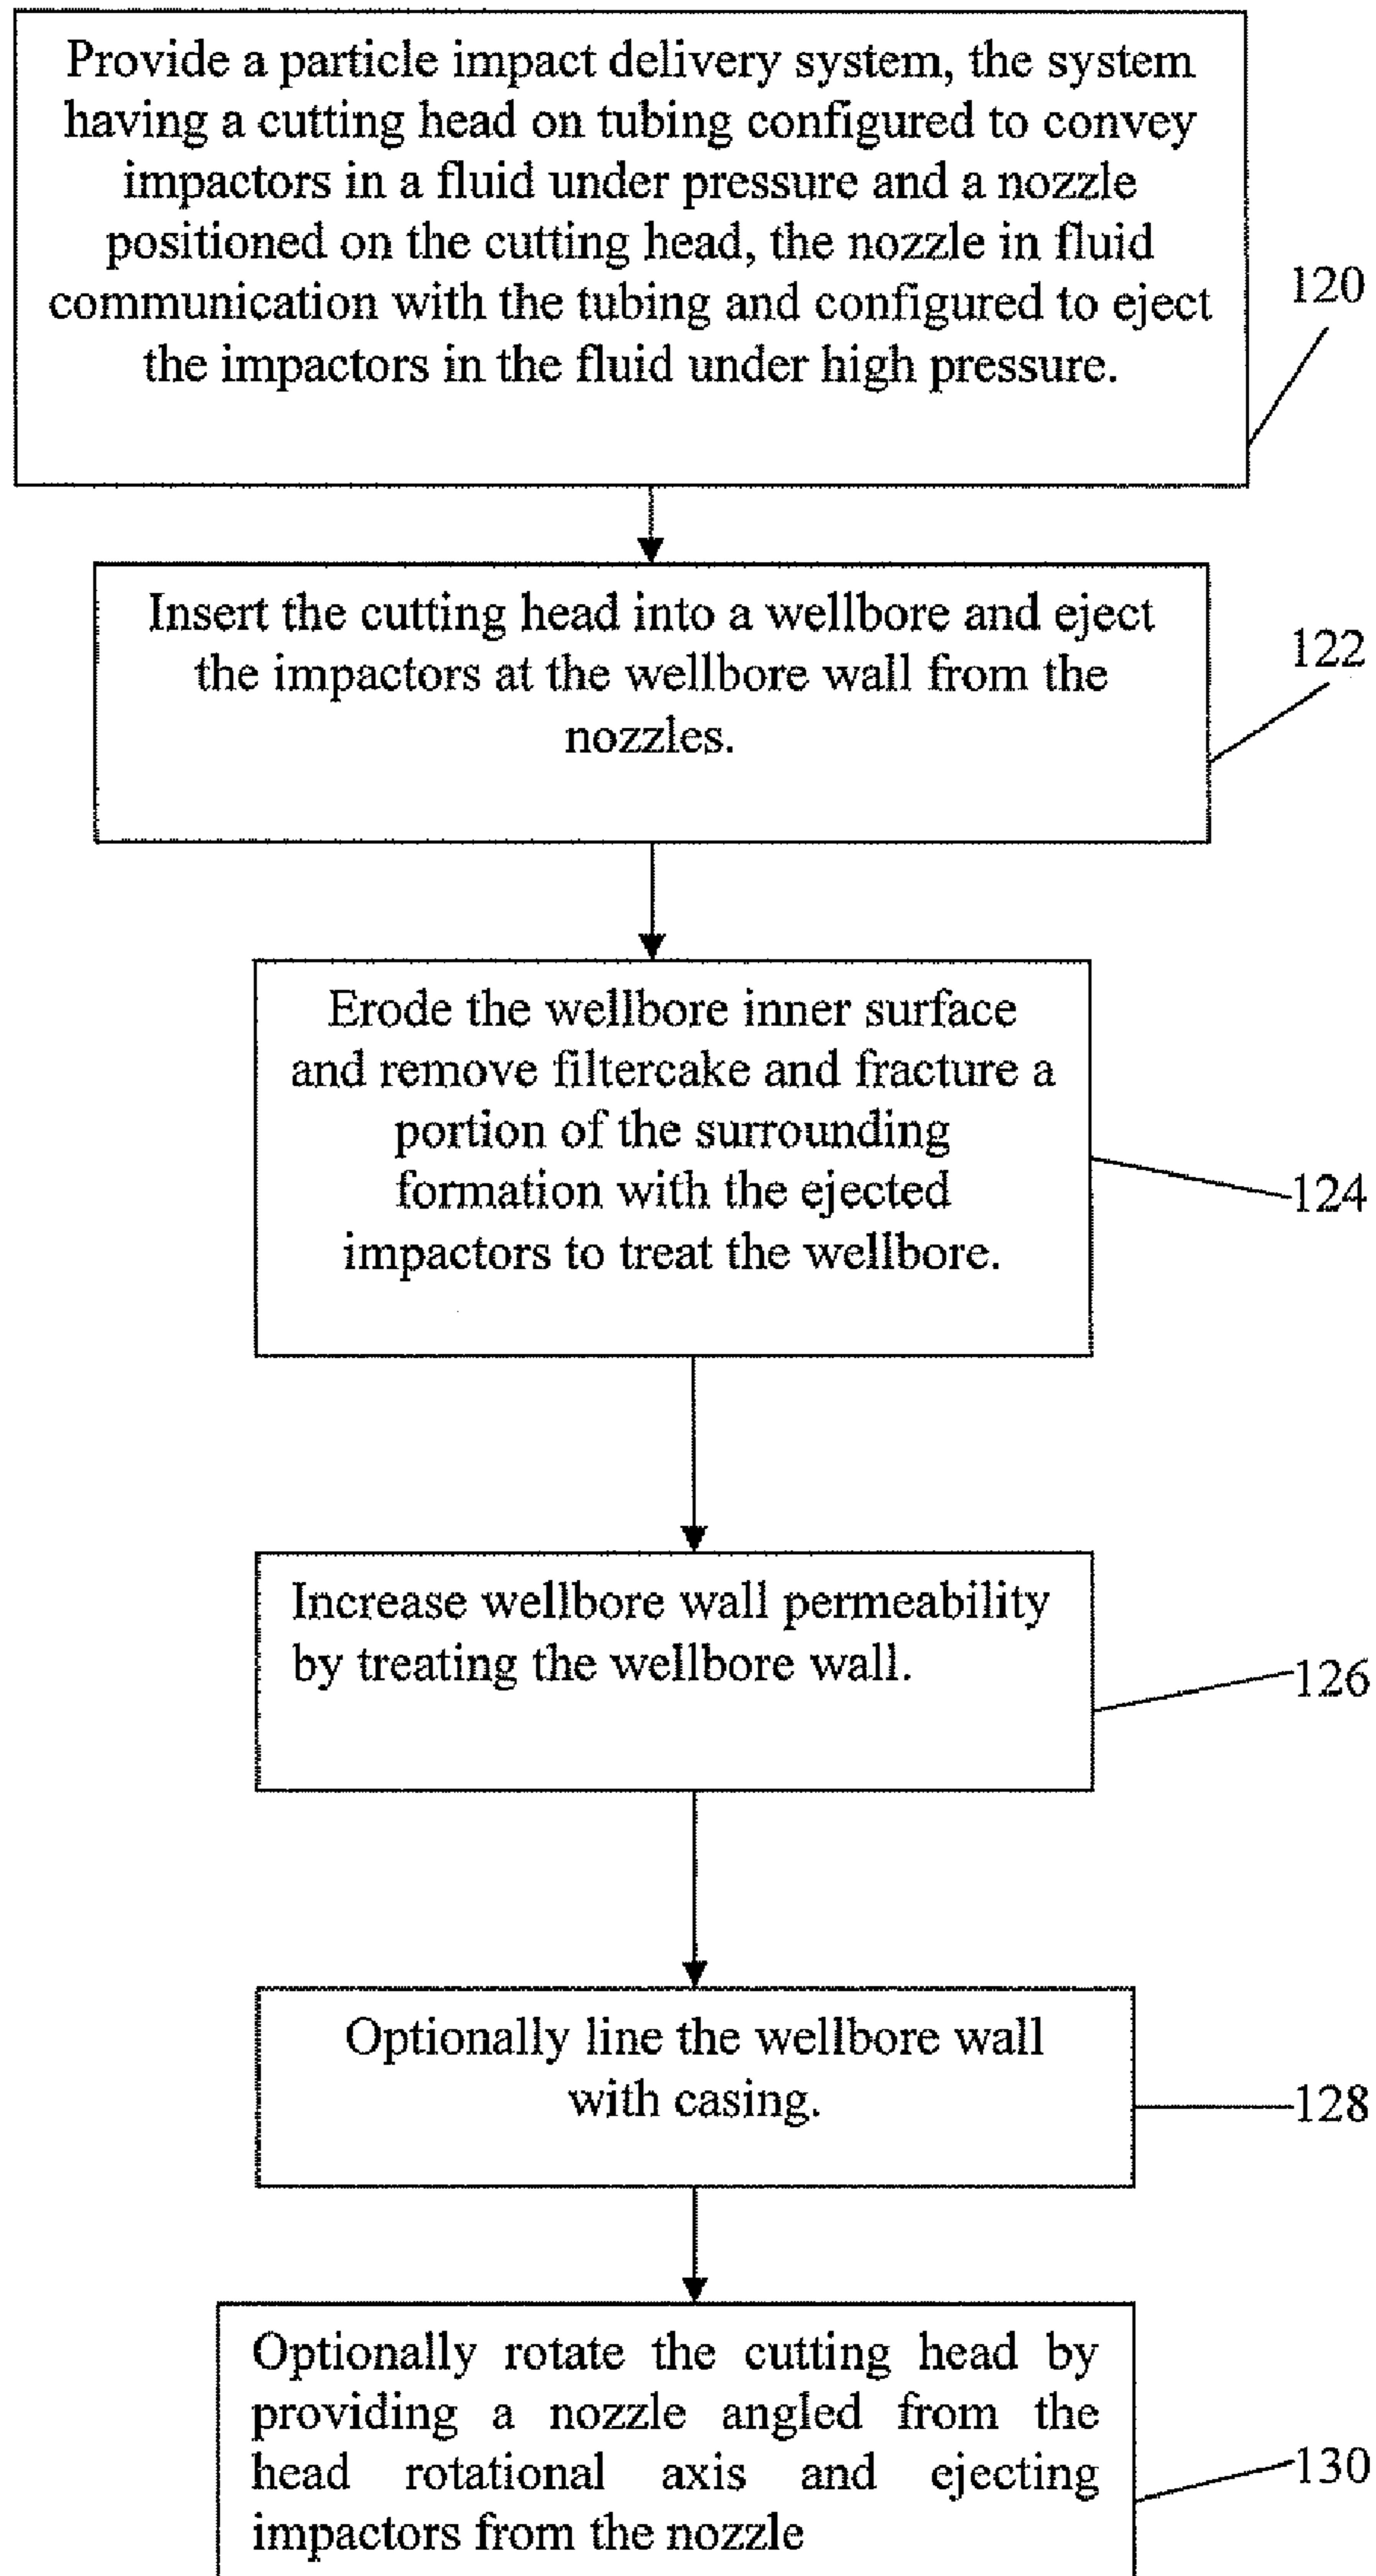 Provide a particle impact delivery system, the system
having a cutting head on tubing configured to convey
impactors in a fluid under pressure and a nozzle
positioned on the cutting head, the nozzle in fluid
communication with the tubing and configured to eject
the impactors in the fluid under high pressure.
120
Insert the cutting head into a wellbore and eject
the impactors at the wellbore wall from the
nozzles.
122
Erode the wellbore inner surface
and remove filtercake and fracture a
portion of the surrounding
formation with the ejected
impactors to treat the wellbore.
124
Increase wellbore wall permeability
by treating the wellbore wall.
126
Optionally line the wellbore wall
with casing.
128
Optionally rotate the cutting head by
providing a nozzle angled from the
head rotational axis and ejecting
impactors from the nozzle
130